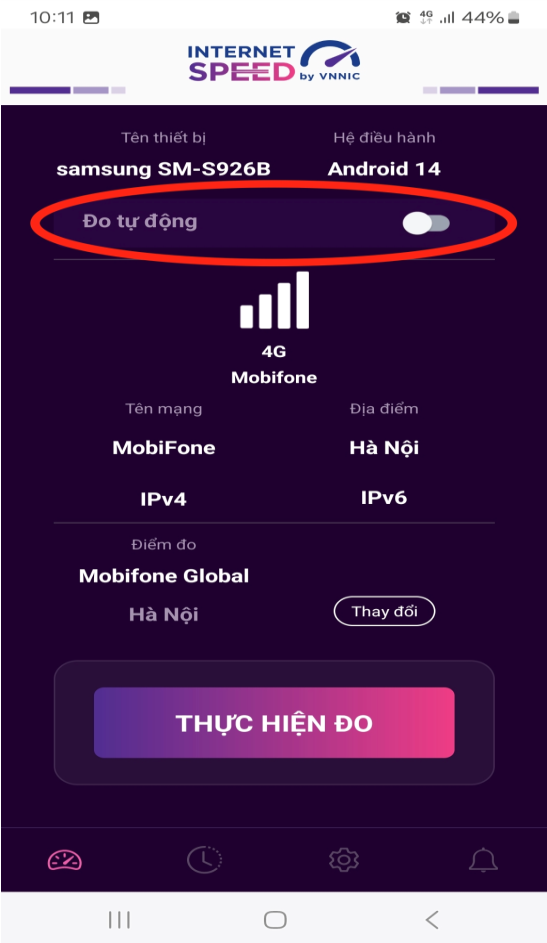 10:11 4G 44%
INTERNET
SPEED by VNNIC
Tên thiết bị Hệ điều hành
samsung SM-S926B Android 14
Đo tự động
4G
Mobifone
Tên mạng Địa điểm
MobiFone Hà Nội
IPv4 IPv6
Điểm đo
Mobifone Global
Hà Nội Thay đổi
THỰC HIỆN ĐO